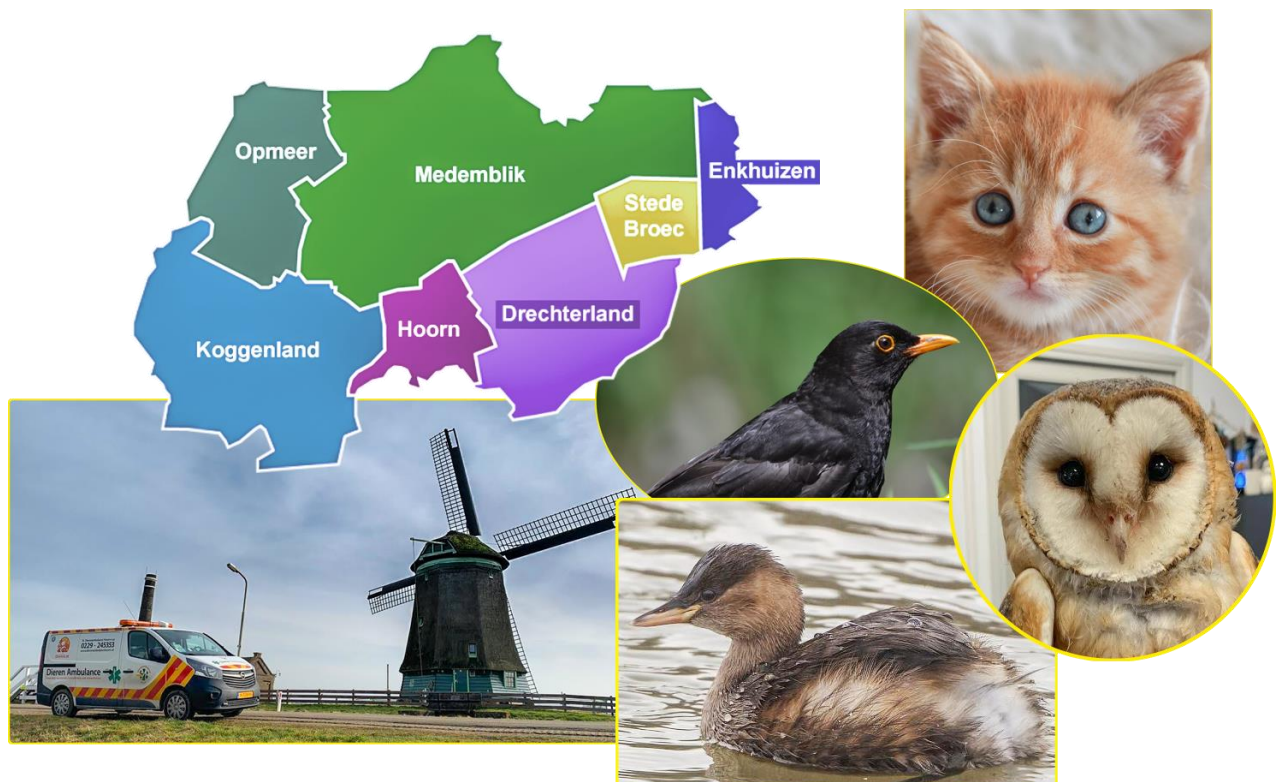 Opmeer
Medemblik
Enkhuizen
Stede
Broec
Drechterland
Hoorn
Koggenland
0229 - 245353
Dieren Ambulance